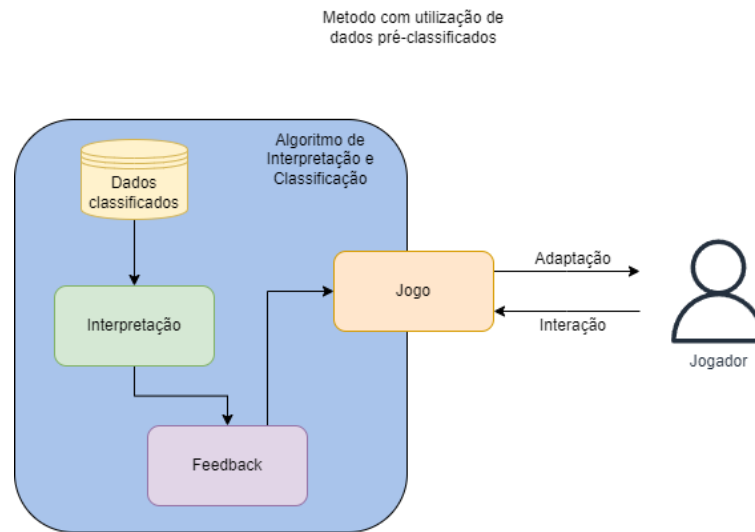 Metodo com utilização de
dados pré-classificados
Algoritmo de
Interpretação e
Classificação
Dados
classificados
Interpretação
Feedback
Jogo
Adaptação
Interação
Jogador